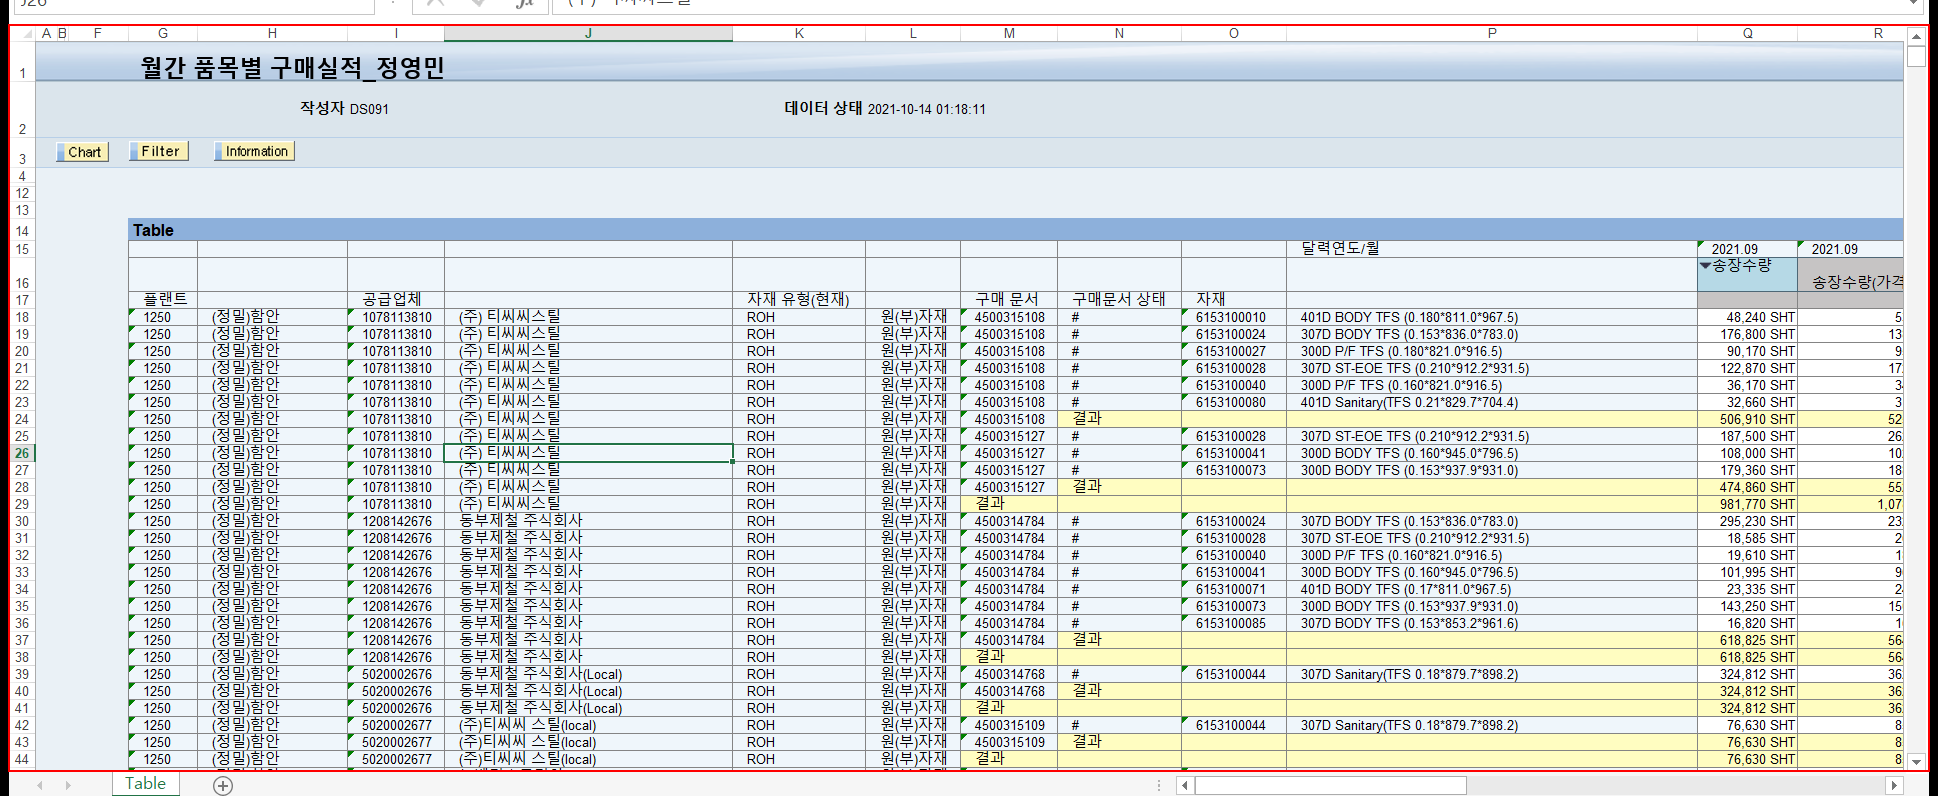 J26
A B F G H I J K L M N O P Q R
1 월간 품목별 구매실적_정영민
2 작성자 DS091 데이터 상태 2021-10-14 01:18:11
3 Chart Filter Information
4
12
13
14 Table
15 달력연도/월 2021.09 2021.09
16 송장수량 송장수량(가격
17 플랜트 공급업체 자재 유형(현재) 구매 문서 구매문서 상태 자재
18 1250 (정밀)함안 1078113810 (주) 티씨씨스틸 ROH 원(부)자재 4500315108 # 6153100010 401D BODY TFS (0.180*811.0*967.5) 48,240 SHT 5
19 1250 (정밀)함안 1078113810 (주) 티씨씨스틸 ROH 원(부)자재 4500315108 # 6153100024 307D BODY TFS (0.153*836.0*783.0) 176,800 SHT 13
20 1250 (정밀)함안 1078113810 (주) 티씨씨스틸 ROH 원(부)자재 4500315108 # 6153100027 300D P/F TFS (0.180*821.0*916.5) 90,170 SHT 9
21 1250 (정밀)함안 1078113810 (주) 티씨씨스틸 ROH 원(부)자재 4500315108 # 6153100028 307D ST-EOE TFS (0.210*912.2*931.5) 122,870 SHT 17
22 1250 (정밀)함안 1078113810 (주) 티씨씨스틸 ROH 원(부)자재 4500315108 # 6153100040 300D P/F TFS (0.160*821.0*916.5) 36,170 SHT 3
23 1250 (정밀)함안 1078113810 (주) 티씨씨스틸 ROH 원(부)자재 4500315108 # 6153100080 401D Sanitary(TFS 0.21*829.7*704.4) 32,660 SHT 3
24 1250 (정밀)함안 1078113810 (주) 티씨씨스틸 ROH 원(부)자재 4500315108 결과 506,910 SHT 52
25 1250 (정밀)함안 1078113810 (주) 티씨씨스틸 ROH 원(부)자재 4500315127 # 6153100028 307D ST-EOE TFS (0.210*912.2*931.5) 187,500 SHT 26
26 1250 (정밀)함안 1078113810 (주) 티씨씨스틸 ROH 원(부)자재 4500315127 # 6153100041 300D BODY TFS (0.160*945.0*796.5) 108,000 SHT 10
27 1250 (정밀)함안 1078113810 (주) 티씨씨스틸 ROH 원(부)자재 4500315127 # 6153100073 300D BODY TFS (0.153*937.9*931.0) 179,360 SHT 18
28 1250 (정밀)함안 1078113810 (주) 티씨씨스틸 ROH 원(부)자재 4500315127 결과 474,860 SHT 55
29 1250 (정밀)함안 1078113810 (주) 티씨씨스틸 ROH 원(부)자재 결과 981,770 SHT 1,07
30 1250 (정밀)함안 1208142676 동부제철 주식회사 ROH 원(부)자재 4500314784 # 6153100024 307D BODY TFS (0.153*836.0*783.0) 295,230 SHT 23
31 1250 (정밀)함안 1208142676 동부제철 주식회사 ROH 원(부)자재 4500314784 # 6153100028 307D ST-EOE TFS (0.210*912.2*931.5) 18,585 SHT 2
32 1250 (정밀)함안 1208142676 동부제철 주식회사 ROH 원(부)자재 4500314784 # 6153100040 300D P/F TFS (0.160*821.0*916.5) 19,610 SHT 1
33 1250 (정밀)함안 1208142676 동부제철 주식회사 ROH 원(부)자재 4500314784 # 6153100041 300D BODY TFS (0.160*945.0*796.5) 101,995 SHT 9
34 1250 (정밀)함안 1208142676 동부제철 주식회사 ROH 원(부)자재 4500314784 # 6153100071 401D BODY TFS (0.17*811.0*967.5) 23,335 SHT 2
35 1250 (정밀)함안 1208142676 동부제철 주식회사 ROH 원(부)자재 4500314784 # 6153100073 300D BODY TFS (0.153*937.9*931.0) 143,250 SHT 15
36 1250 (정밀)함안 1208142676 동부제철 주식회사 ROH 원(부)자재 4500314784 # 6153100085 307D BODY TFS (0.153*853.2*961.6) 16,820 SHT 1
37 1250 (정밀)함안 1208142676 동부제철 주식회사 ROH 원(부)자재 4500314784 결과 618,825 SHT 56
38 1250 (정밀)함안 1208142676 동부제철 주식회사 ROH 원(부)자재 결과 618,825 SHT 56
39 1250 (정밀)함안 5020002676 동부제철 주식회사(Local) ROH 원(부)자재 4500314768 # 6153100044 307D Sanitary(TFS 0.18*879.7*898.2) 324,812 SHT 36
40 1250 (정밀)함안 5020002676 동부제철 주식회사(Local) ROH 원(부)자재 4500314768 결과 324,812 SHT 36
41 1250 (정밀)함안 5020002676 동부제철 주식회사(Local) ROH 원(부)자재 결과 324,812 SHT 36
42 1250 (정밀)함안 5020002677 (주)티씨씨 스틸(local) ROH 원(부)자재 4500315109 # 6153100044 307D Sanitary(TFS 0.18*879.7*898.2) 76,630 SHT 8
43 1250 (정밀)함안 5020002677 (주)티씨씨 스틸(local) ROH 원(부)자재 4500315109 결과 76,630 SHT 8
44 1250 (정밀)함안 5020002677 (주)티씨씨 스틸(local) ROH 원(부)자재 결과 76,630 SHT 8
Table